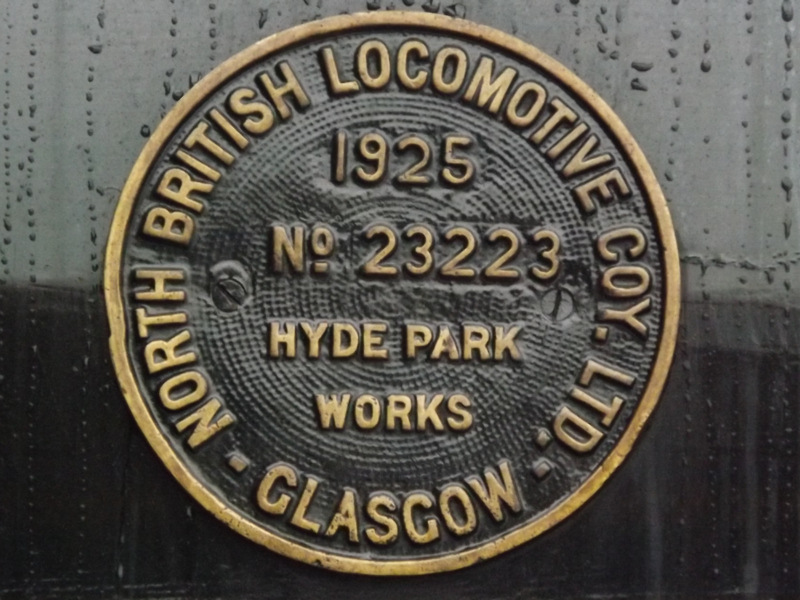 NORTH BRITISH LOCOMOTIVE COY. LTD.
1925
No 23223
HYDE PARK
WORKS
- GLASGOW -